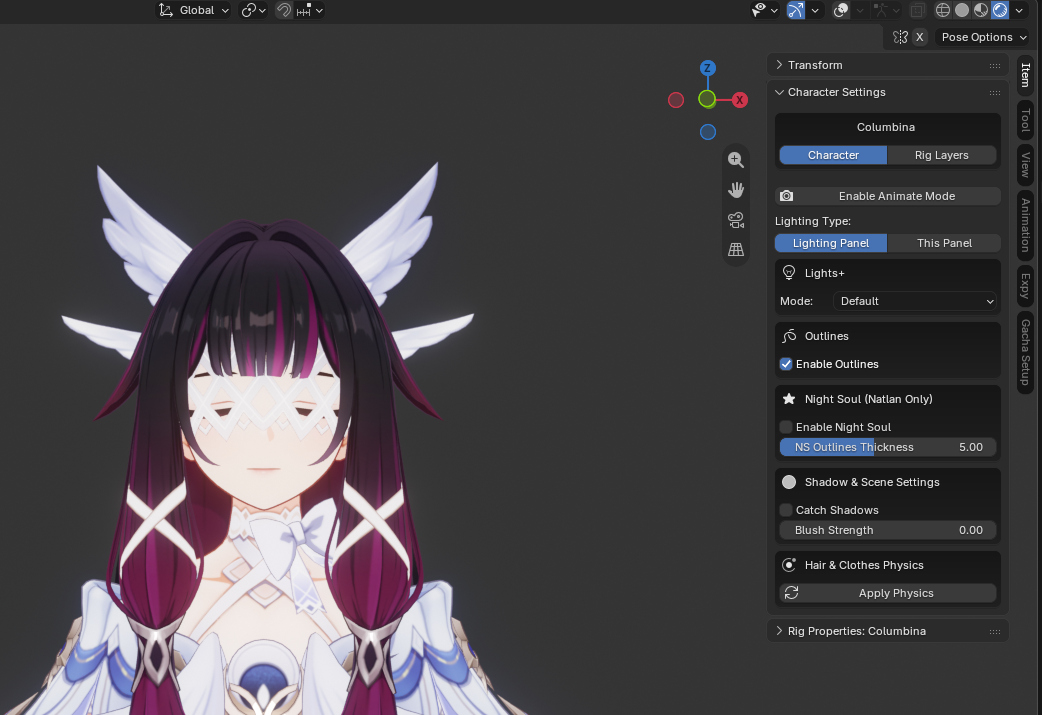 Global
X
Pose Options
Transform
Character Settings
Columbina
Character
Rig Layers
Enable Animate Mode
Lighting Type:
Lighting Panel
This Panel
Lights+
Mode:
Default
Outlines
Enable Outlines
Night Soul (Natlan Only)
Enable Night Soul
NS Outlines Thickness 5.00
Shadow & Scene Settings
Catch Shadows
Blush Strength 0.00
Hair & Clothes Physics
Apply Physics
Rig Properties: Columbina
Z
X
Item
Tool
View
Animation
Expy
Gacha Setup